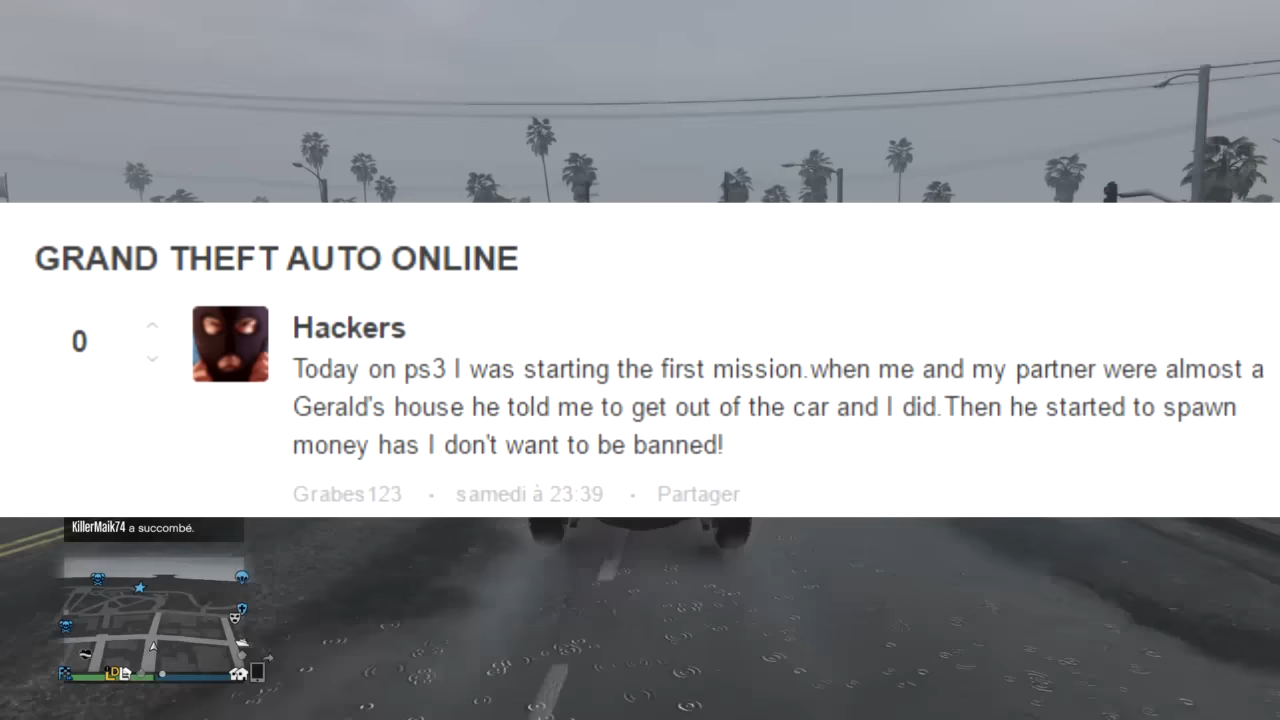 GRAND THEFT AUTO ONLINE
0
Hackers
Today on ps3 I was starting the first mission.when me and my partner were almost a
Gerald's house he told me to get out of the car and I did.Then he started to spawn
money has I don't want to be banned!
Grabes123 · samedi à 23:39 · Partager
KillerMaik74 a succombé.